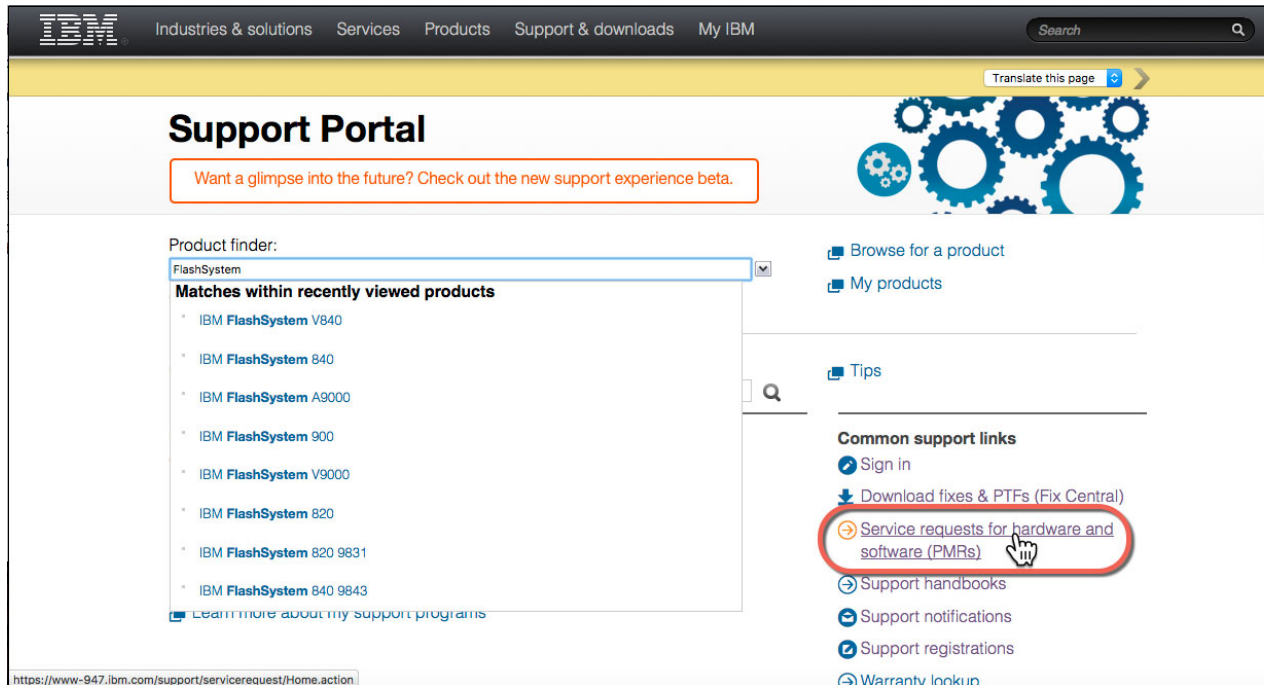 IBM
Industries & solutions Services Products Support & downloads My IBM
Search
Translate this page
Support Portal
Want a glimpse into the future? Check out the new support experience beta.
Product finder:
FlashSystem
Matches within recently viewed products
IBM FlashSystem V840
IBM FlashSystem 840
IBM FlashSystem A9000
IBM FlashSystem 900
IBM FlashSystem V9000
IBM FlashSystem 820
IBM FlashSystem 820 9831
IBM FlashSystem 840 9843
Learn more about my support programs
Browse for a product
My products
Tips
Common support links
Sign in
Download fixes & PTFs (Fix Central)
Service requests for hardware and
software (PMRs)
Support handbooks
Support notifications
Support registrations
Warranty lookup
https://www-947.ibm.com/support/servicerequest/Home.action